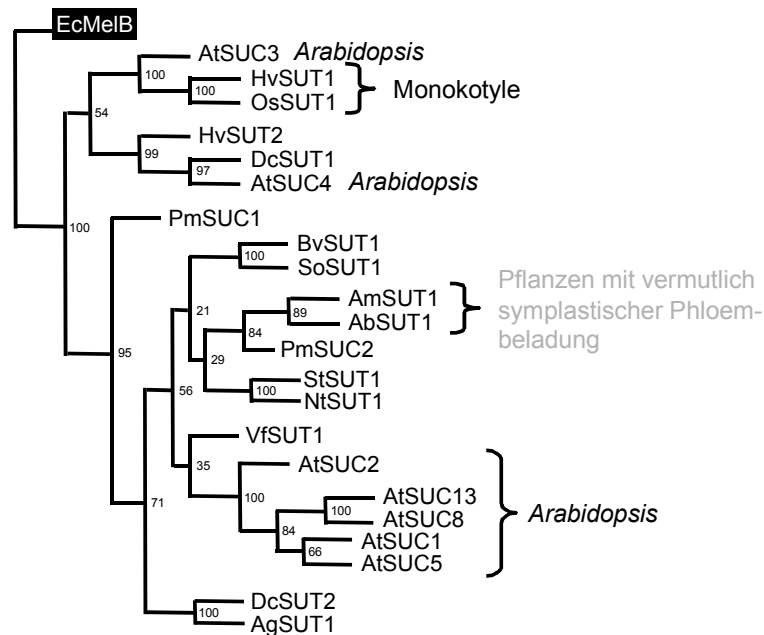 EcMelB
AtSUC3 Arabidopsis
100
HvSUT1
100
OsSUT1
Monokotyle
54
HvSUT2
99
DcSUT1
97
AtSUC4 Arabidopsis
100
PmSUC1
BvSUT1
100
SoSUT1
21
AmSUT1
89
AbSUT1
Pflanzen mit vermutlich
symplastischer Phloem-
beladung
84
PmSUC2
29
95
StSUT1
100
NtSUT1
56
VfSUT1
35
AtSUC2
100
AtSUC13
100
AtSUC8
84
AtSUC1
66
AtSUC5
Arabidopsis
71
DcSUT2
100
AgSUT1